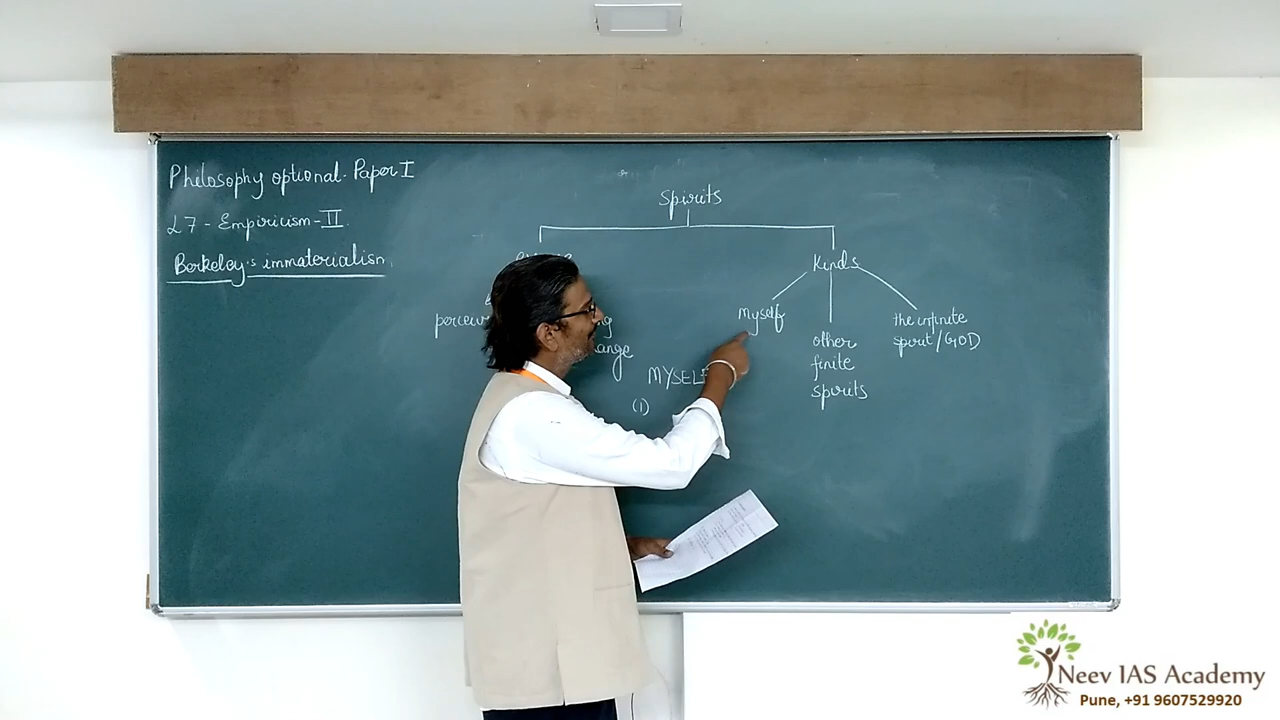 Philosophy optional - Paper I
L7 - Empiricism - II
Berkeley's immaterialism
Spirits
Kinds
Myself
other
finite
spirits
the infinite
spirit/GOD
MYSELF
(1)
Neev IAS Academy
Pune, +91 9607529920